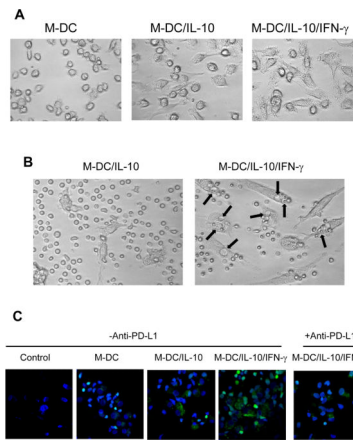 A
M-DC M-DC/IL-10 M-DC/IL-10/IFN-γ
B
M-DC/IL-10 M-DC/IL-10/IFN-γ
C
-Anti-PD-L1 +Anti-PD-L1
Control M-DC M-DC/IL-10 M-DC/IL-10/IFN-γ